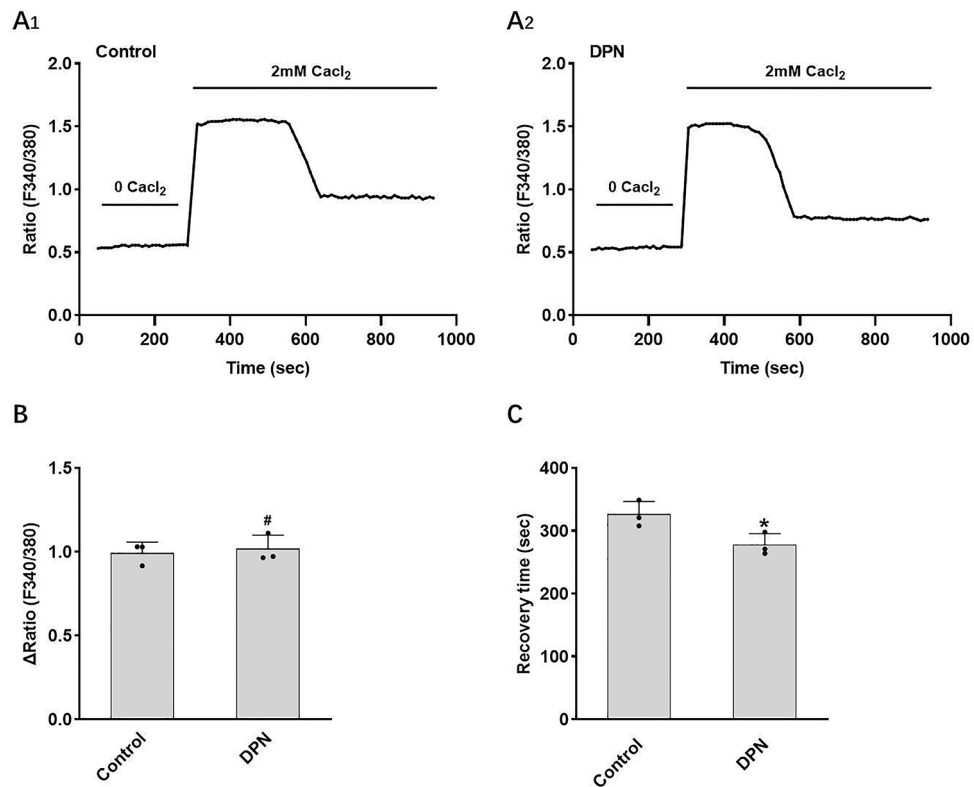 A1
A2
Control
DPN
2mM Cacl2
2mM Cacl2
0 Cacl2
0 Cacl2
Ratio (F340/380)
2.0
1.5
1.0
0.5
0.0
0 200 400 600 800 1000
Time (sec)
Ratio (F340/380)
2.0
1.5
1.0
0.5
0.0
0 200 400 600 800 1000
Time (sec)
B
C
ΔRatio (F340/380)
1.5
1.0
0.5
0.0
#
Control DPN
Recovery time (sec)
400
300
200
100
0
*
Control DPN